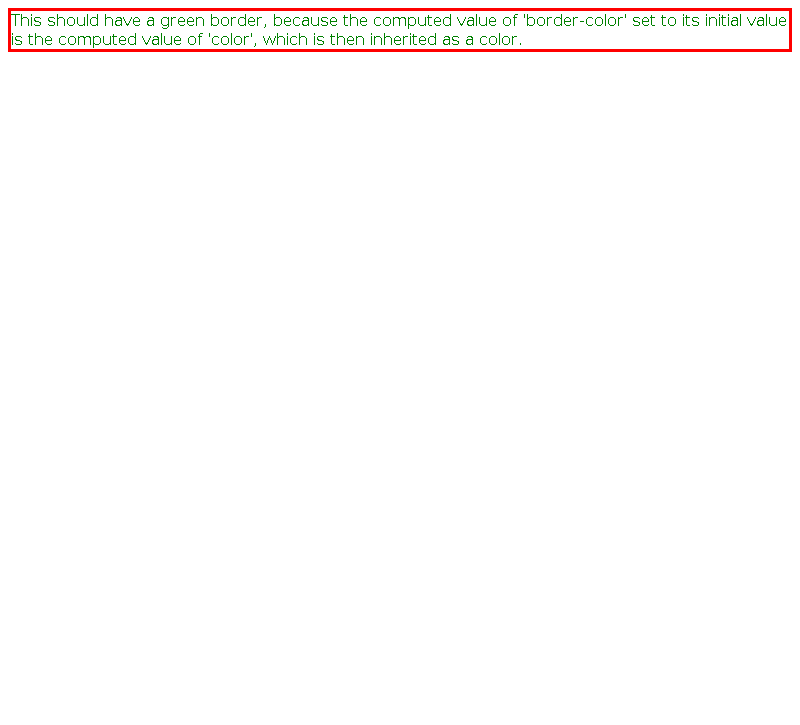 This should have a green border, because the computed value of 'border-color' set to its initial value
is the computed value of 'color', which is then inherited as a color.